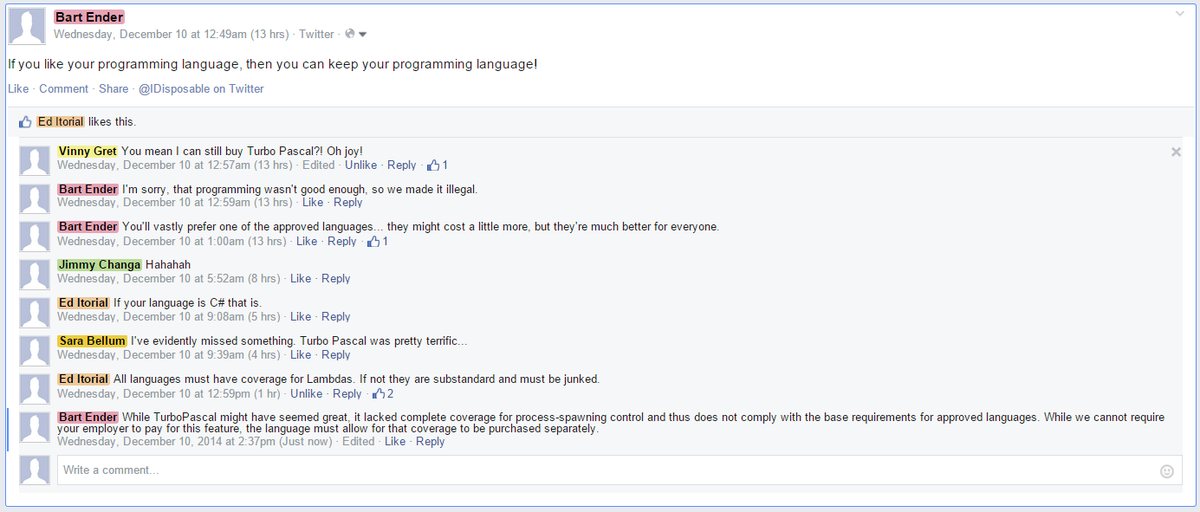 Bart Ender
Wednesday, December 10 at 12:49am (13 hrs) · Twitter ·
If you like your programming language, then you can keep your programming language!
Like · Comment · Share · @IDisposable on Twitter
Ed Itorial likes this.
Vinny Gret You mean I can still buy Turbo Pascal?! Oh joy!
Wednesday, December 10 at 12:57am (13 hrs) · Edited · Unlike · Reply · 1
Bart Ender I'm sorry, that programming wasn't good enough, so we made it illegal.
Wednesday, December 10 at 12:59am (13 hrs) · Like · Reply
Bart Ender You'll vastly prefer one of the approved languages... they might cost a little more, but they're much better for everyone.
Wednesday, December 10 at 1:00am (13 hrs) · Like · Reply · 1
Jimmy Changa Hahahah
Wednesday, December 10 at 5:52am (8 hrs) · Like · Reply
Ed Itorial If your language is C# that is.
Wednesday, December 10 at 9:08am (5 hrs) · Like · Reply
Sara Bellum I've evidently missed something. Turbo Pascal was pretty terrific...
Wednesday, December 10 at 9:39am (4 hrs) · Like · Reply
Ed Itorial All languages must have coverage for Lambdas. If not they are substandard and must be junked.
Wednesday, December 10 at 12:59pm (1 hr) · Unlike · Reply · 2
Bart Ender While TurboPascal might have seemed great, it lacked complete coverage for process-spawning control and thus does not comply with the base requirements for approved languages. While we cannot require
your employer to pay for this feature, the language must allow for that coverage to be purchased separately.
Wednesday, December 10, 2014 at 2:37pm (Just now) · Edited · Like · Reply
Write a comment...